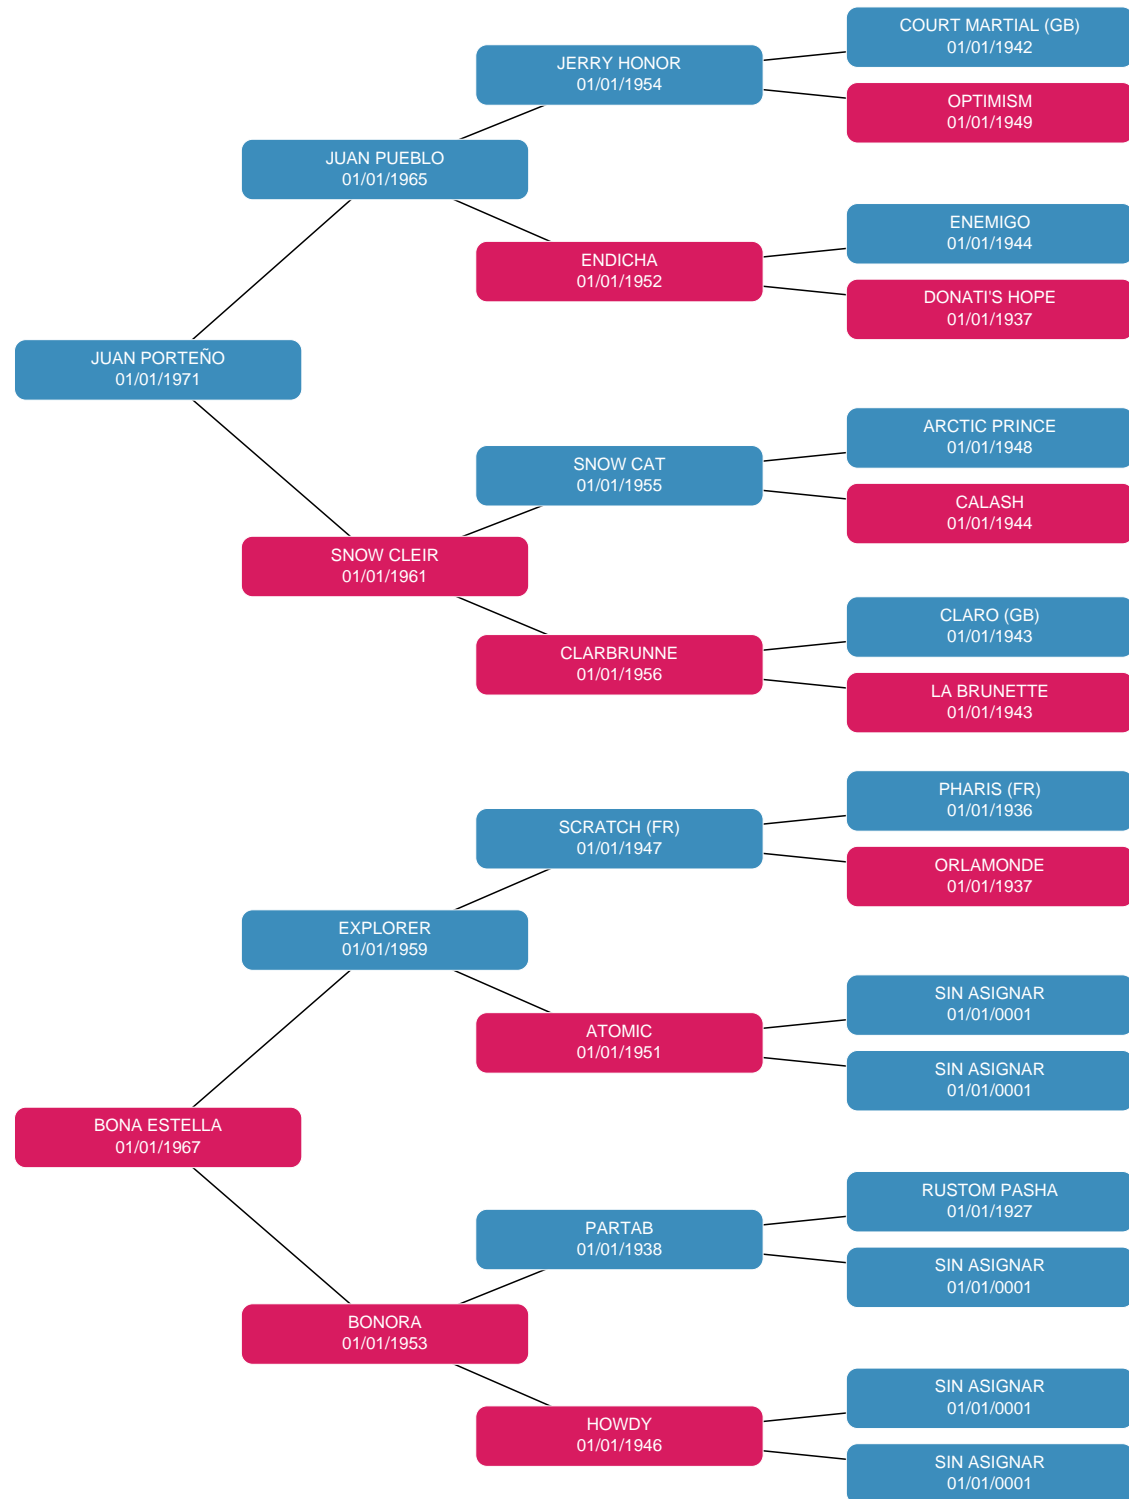 COURT MARTIAL (GB)
01/01/1942
JERRY HONOR
01/01/1954
OPTIMISM
01/01/1949
JUAN PUEBLO
01/01/1965
ENEMIGO
01/01/1944
ENDICHA
01/01/1952
DONATI'S HOPE
01/01/1937
JUAN PORTEÑO
01/01/1971
ARCTIC PRINCE
01/01/1948
SNOW CAT
01/01/1955
CALASH
01/01/1944
SNOW CLEIR
01/01/1961
CLARO (GB)
01/01/1943
CLARBRUNNE
01/01/1956
LA BRUNETTE
01/01/1943
PHARIS (FR)
01/01/1936
SCRATCH (FR)
01/01/1947
ORLAMONDE
01/01/1937
EXPLORER
01/01/1959
SIN ASIGNAR
01/01/0001
ATOMIC
01/01/1951
SIN ASIGNAR
01/01/0001
BONA ESTELLA
01/01/1967
RUSTOM PASHA
01/01/1927
PARTAB
01/01/1938
SIN ASIGNAR
01/01/0001
BONORA
01/01/1953
SIN ASIGNAR
01/01/0001
HOWDY
01/01/1946
SIN ASIGNAR
01/01/0001